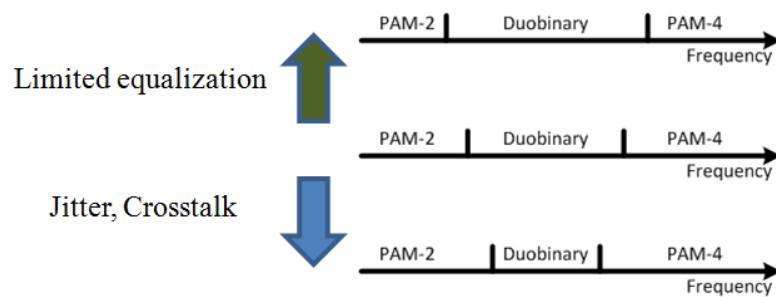 PAM-2 Duobinary PAM-4
Frequency
Limited equalization
PAM-2 Duobinary PAM-4
Frequency
Jitter, Crosstalk
PAM-2 Duobinary PAM-4
Frequency